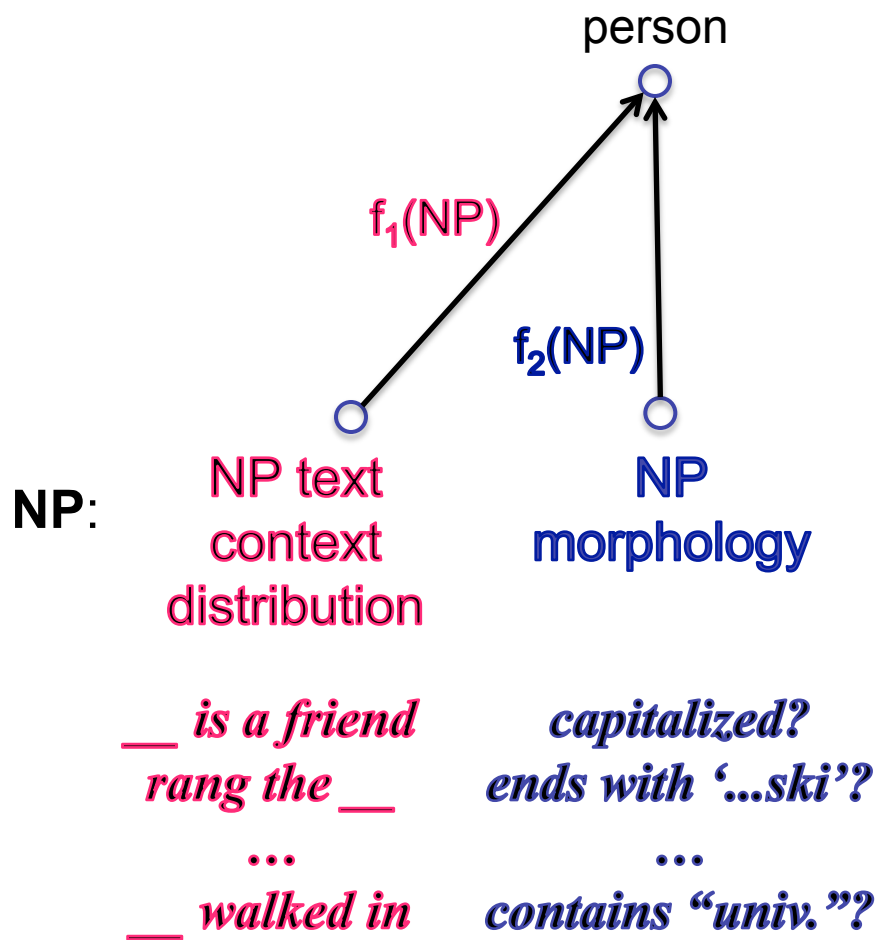 person
f₁(NP)
f₂(NP)
NP:
NP text
context
distribution
NP
morphology
__ is a friend
rang the __
...
__ walked in
capitalized?
ends with ‘...ski’?
...
contains “univ.”?